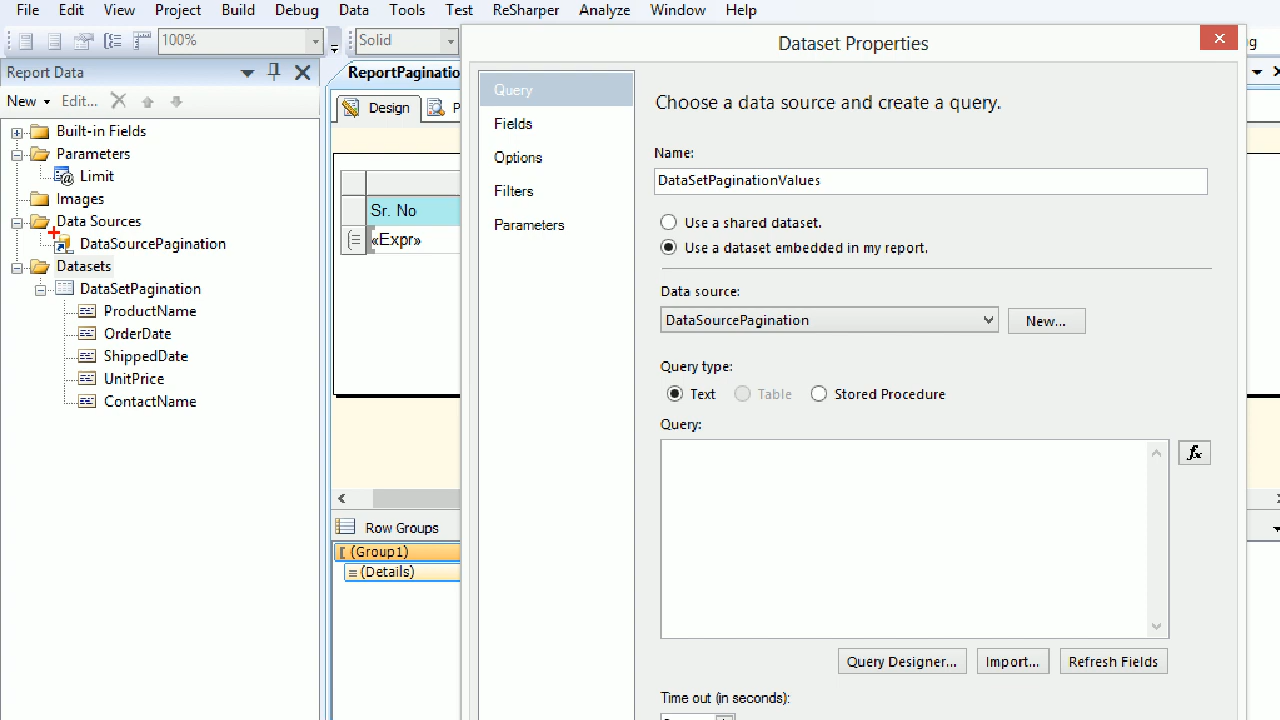 File Edit View Project Build Debug Data Tools Test ReSharper Analyze Window Help
100%
Solid
Report Data
New Edit...
Built-in Fields
Parameters
Limit
Images
Data Sources
DataSourcePagination
Datasets
DataSetPagination
ProductName
OrderDate
ShippedDate
UnitPrice
ContactName
ReportPaginatio
Design P
Sr. No
«Expr»
Row Groups
(Group1)
(Details)
Dataset Properties
Query
Fields
Options
Filters
Parameters
Choose a data source and create a query.
Name:
DataSetPaginationValues
Use a shared dataset.
Use a dataset embedded in my report.
Data source:
DataSourcePagination
New...
Query type:
Text Table Stored Procedure
Query:
fx
Query Designer... Import... Refresh Fields
Time out (in seconds):